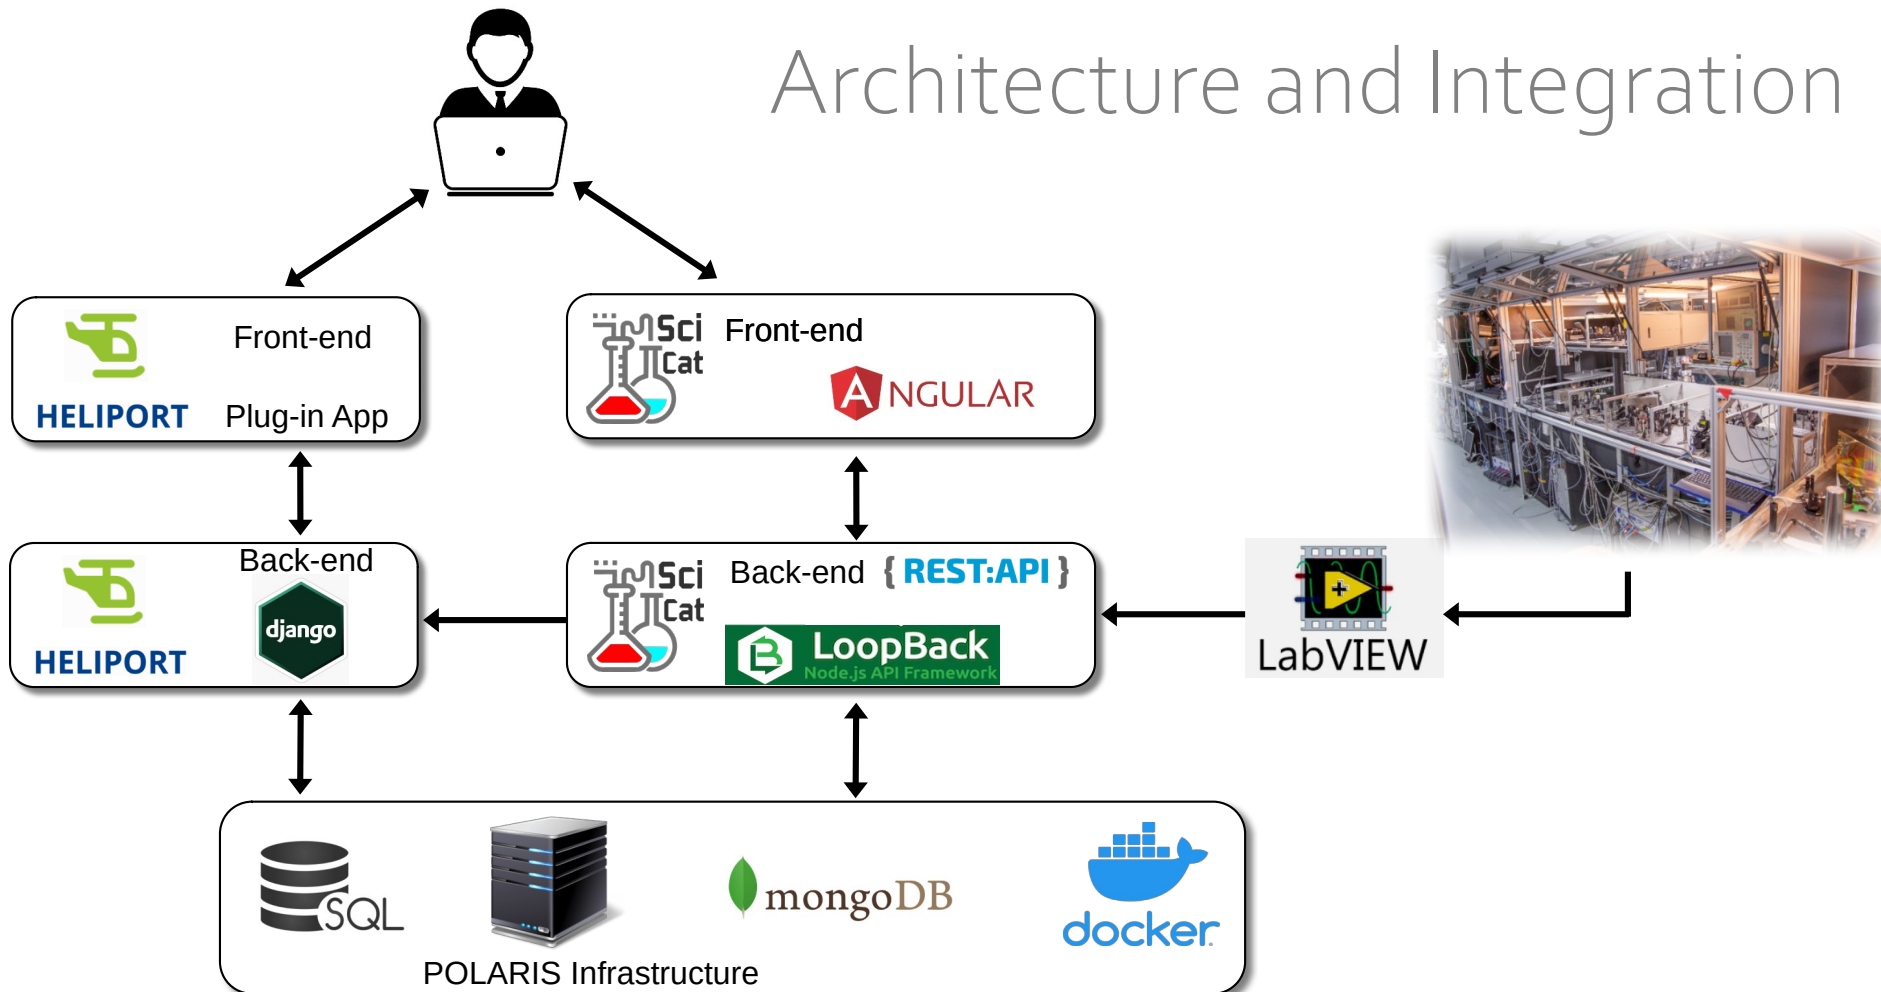 Architecture and Integration
HELIPORT
Front-end
Plug-in App
Sci
Cat
Front-end
ANGULAR
HELIPORT
Back-end
django
Sci
Cat
Back-end { REST:API }
LoopBack
Node.js API Framework
LabVIEW
SQL
mongoDB
docker
POLARIS Infrastructure